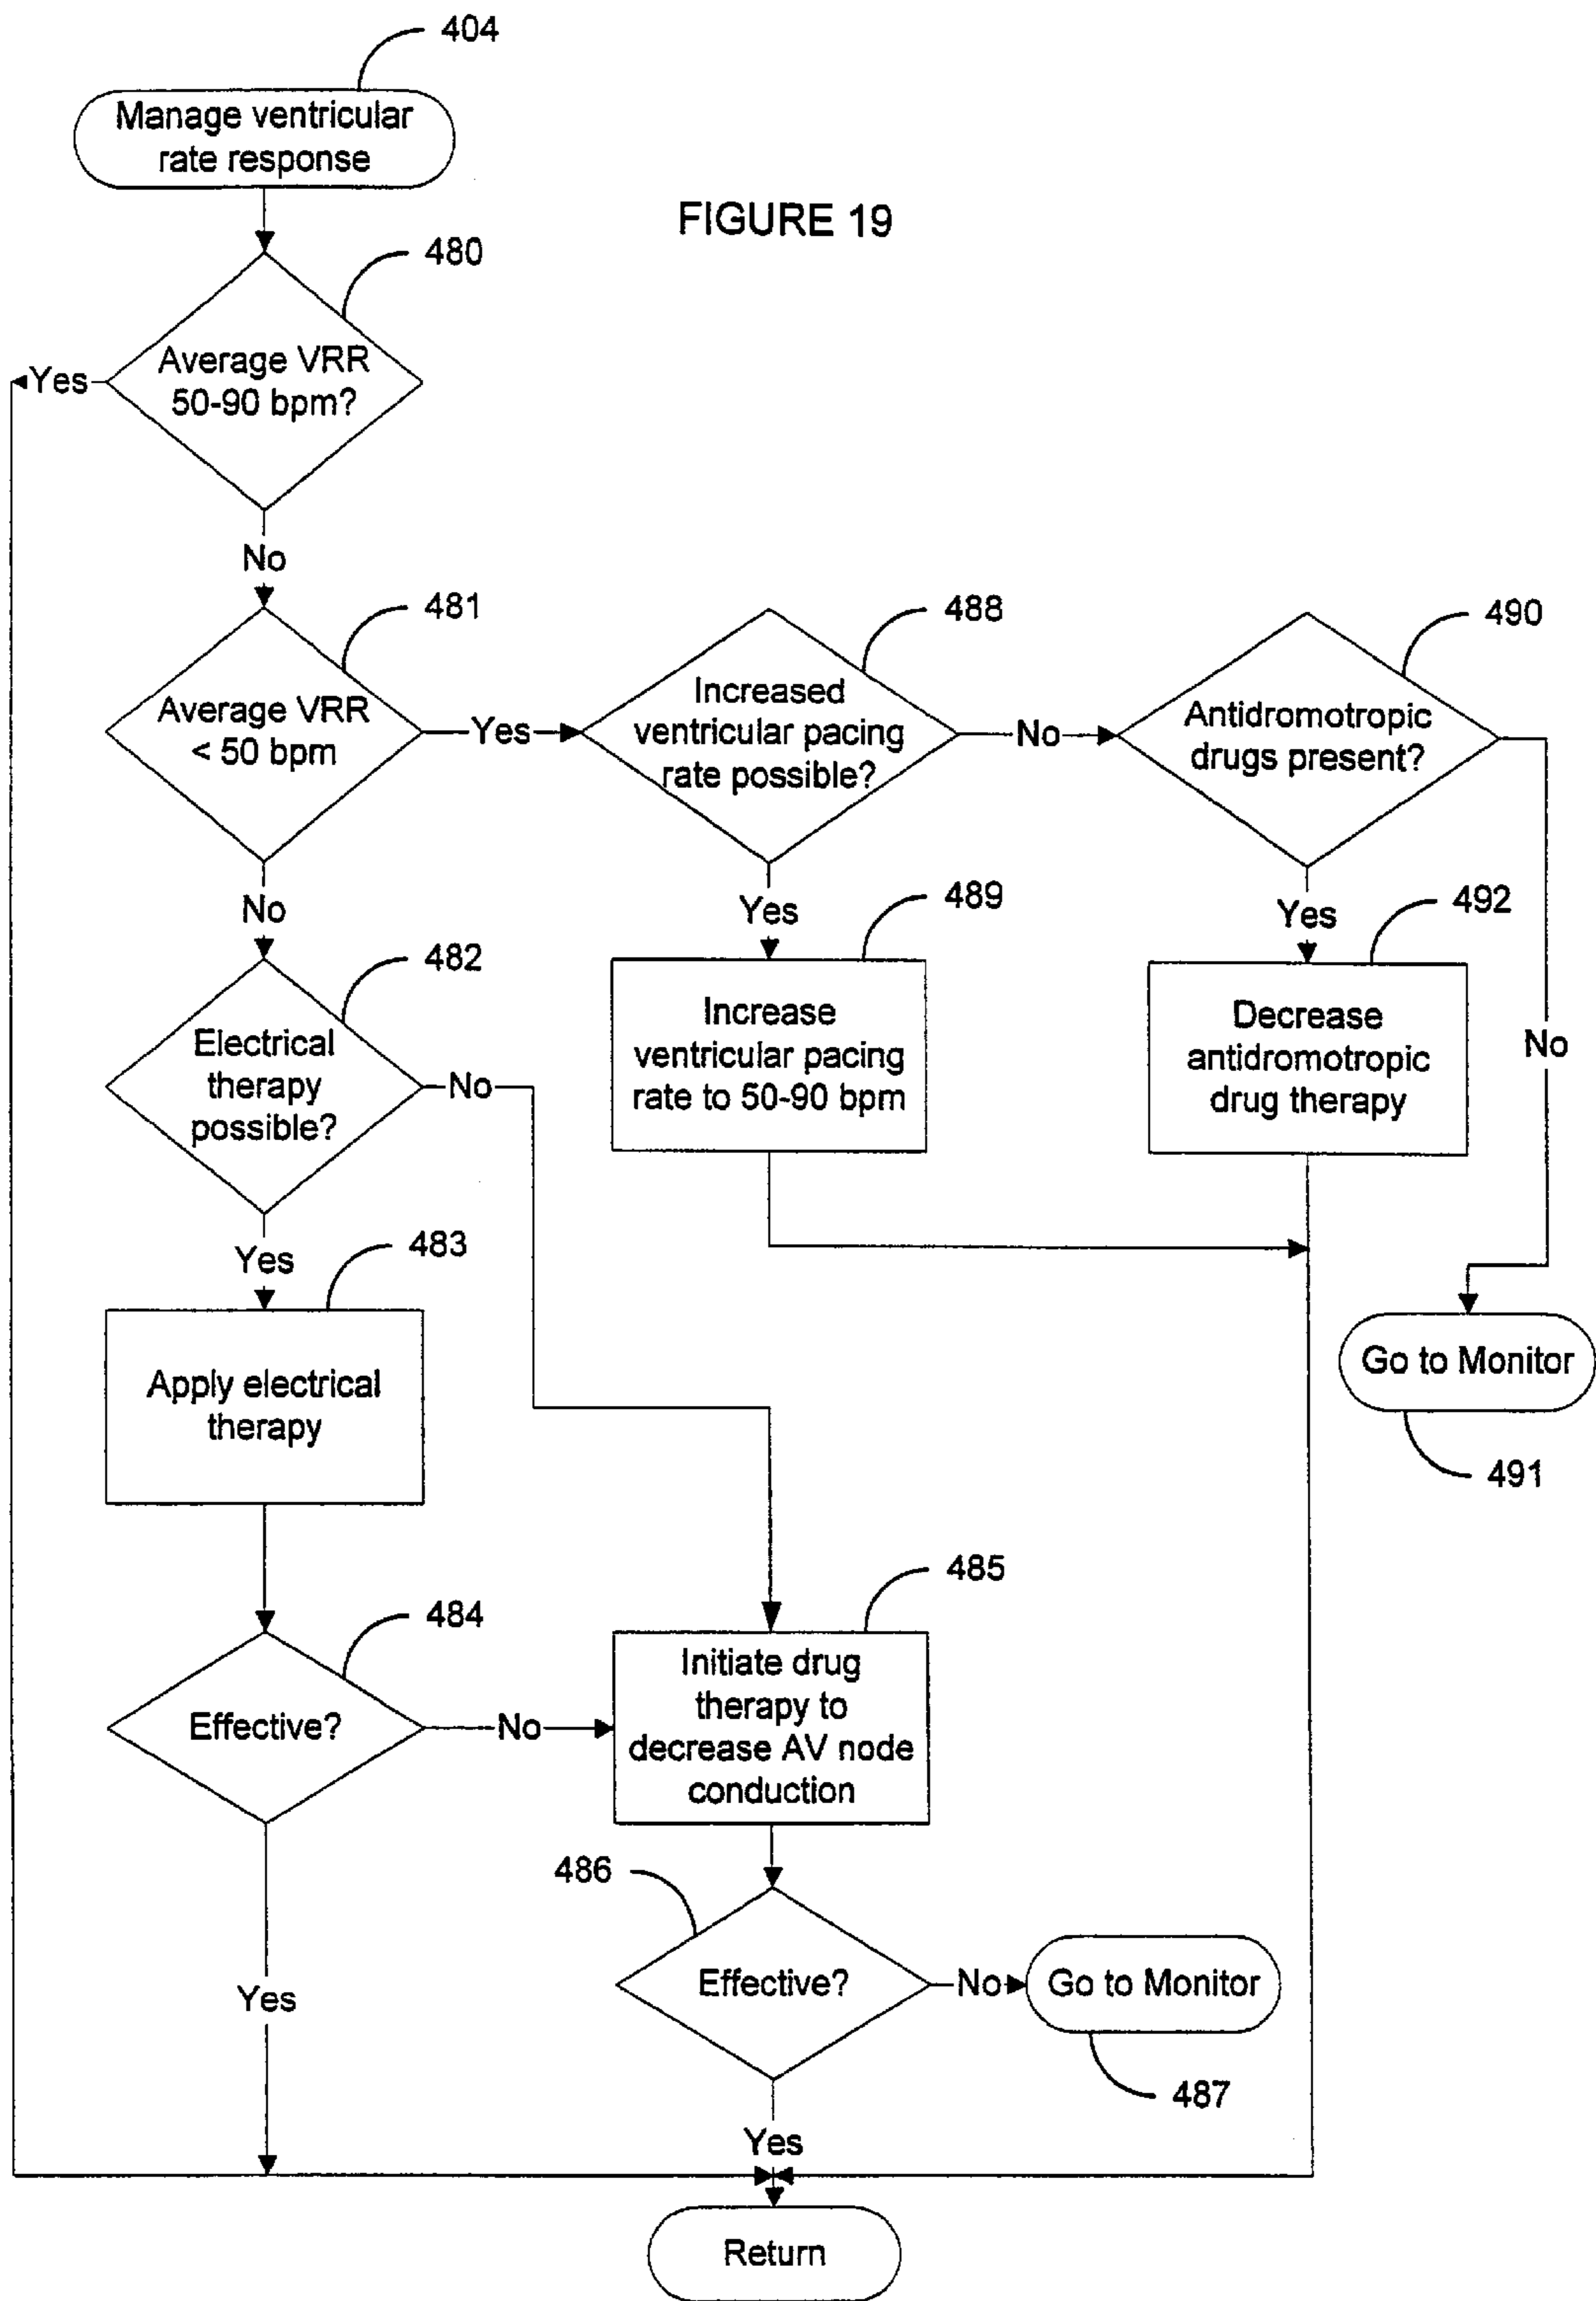 404
Manage ventricular
rate response
FIGURE 19
480
Average VRR
50-90 bpm?
Yes
No
481
Average VRR
< 50 bpm
Yes
488
Increased
ventricular pacing
rate possible?
No
490
Antidromotropic
drugs present?
No
Yes
Yes
482
489
492
Electrical
therapy
possible?
No
Increase
ventricular pacing
rate to 50-90 bpm
Decrease
antidromotropic
drug therapy
No
Yes
483
Apply electrical
therapy
Go to Monitor
491
484
Effective?
No
485
Initiate drug
therapy to
decrease AV node
conduction
486
Effective?
No
Go to Monitor
487
Yes
Yes
Return